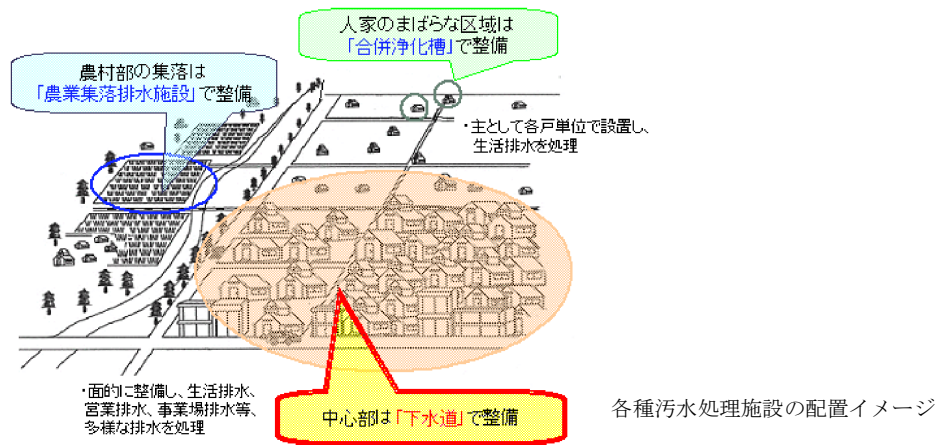 人家のまばらな区域は
「合併浄化槽」で整備
農村部の集落は
「農業集落排水施設」で整備
・主として各戸単位で設置し、
生活排水を処理
・面的に整備し、生活排水、
営業排水、事業場排水等、
多様な排水を処理
中心部は「下水道」で整備
各種汚水処理施設の配置イメージ